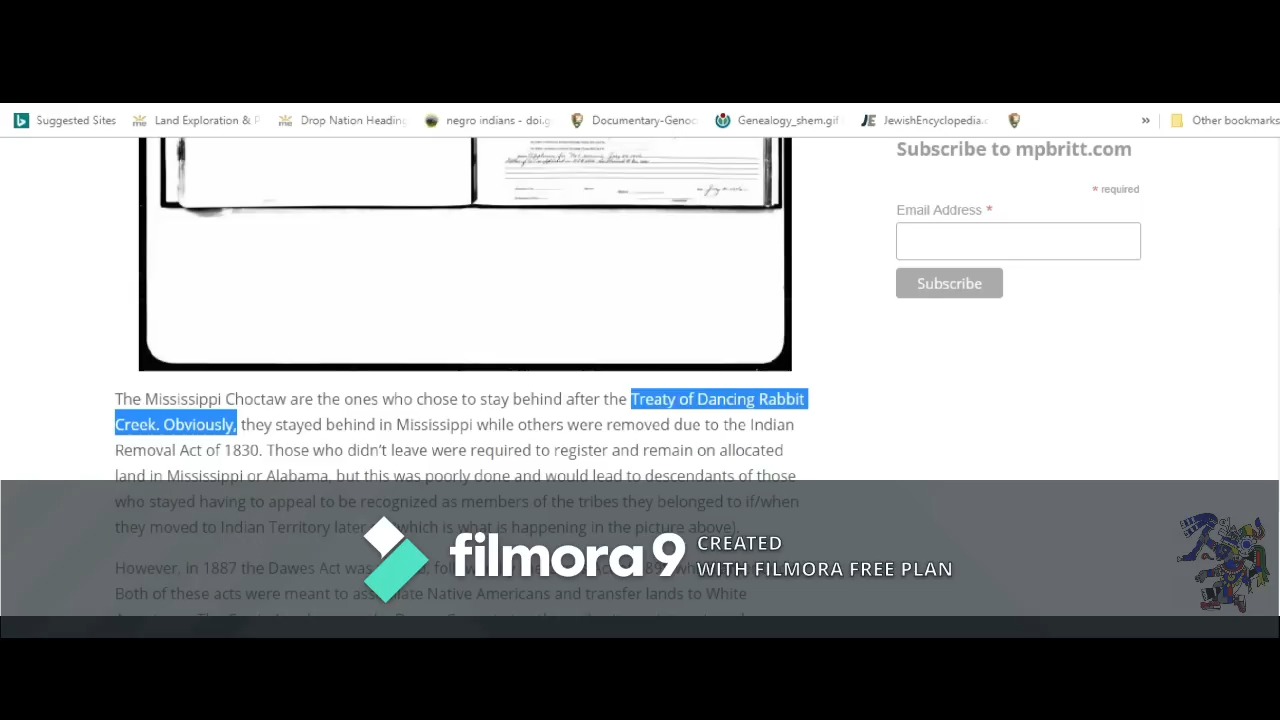 Suggested Sites Land Exploration & Drop Nation Heading negro indians - doi.g Documentary-Genoc Genealogy_shem.gif JewishEncyclopedia.c » Other bookmarks
Subscribe to mpbritt.com
* required
Email Address *
Subscribe
The Mississippi Choctaw are the ones who chose to stay behind after the Treaty of Dancing Rabbit
Creek. Obviously, they stayed behind in Mississippi while others were removed due to the Indian
Removal Act of 1830. Those who didn't leave were required to register and remain on allocated
land in Mississippi or Alabama, but this was poorly done and would lead to descendants of those
who stayed having to appeal to be recognized as members of the tribes they belonged to if/when
they moved to Indian Territory later which is what is happening in the picture above).
filmora9 CREATED
WITH FILMORA FREE PLAN
However, in 1887 the Dawes Act was
Both of these acts were meant to Native Americans and transfer lands to White